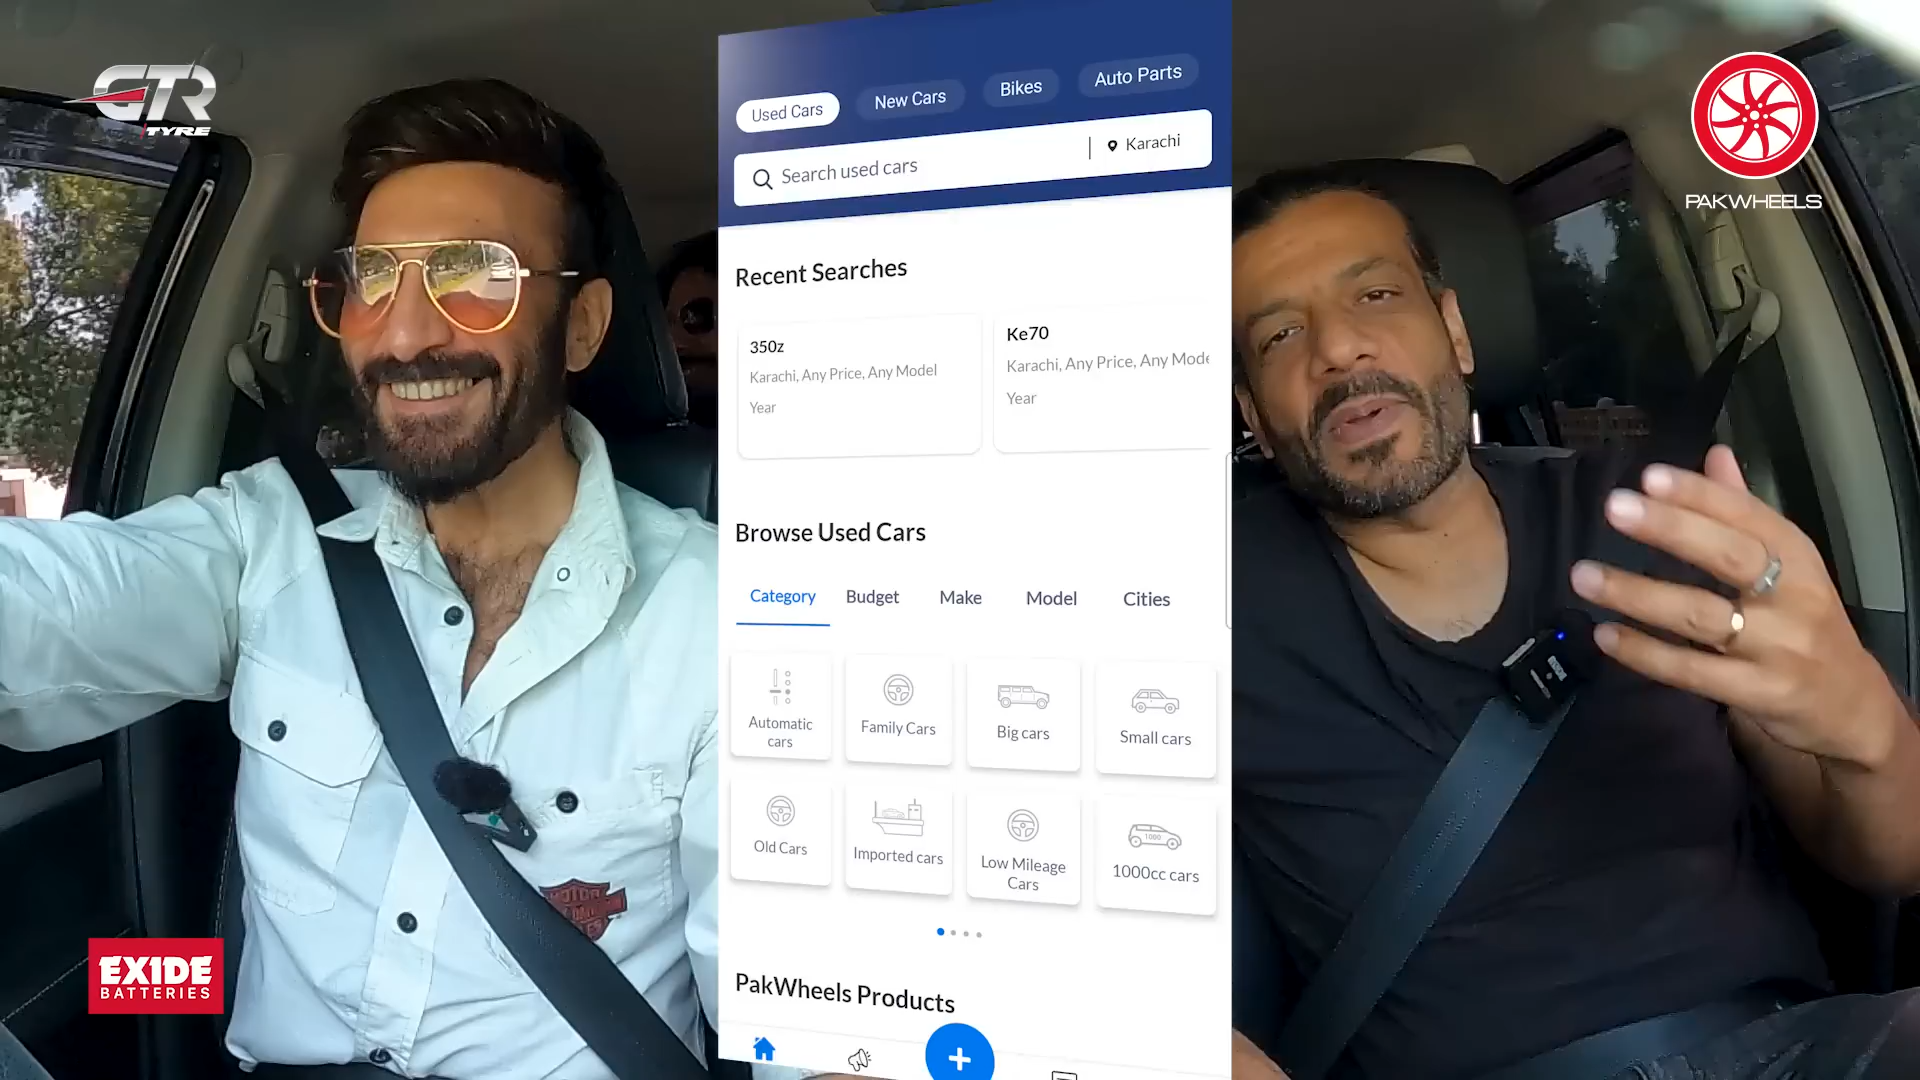 GTR
TYRE
PAKWHEELS
Used Cars
New Cars
Bikes
Auto Parts
Search used cars
Karachi
Recent Searches
350z
Karachi, Any Price, Any Model
Year
Ke70
Karachi, Any Price, Any Mode
Year
Browse Used Cars
Category
Budget
Make
Model
Cities
Automatic
cars
Family Cars
Big cars
Small cars
Old Cars
Imported cars
Low Mileage
Cars
1000
1000cc cars
PakWheels Products
EXIDE
BATTERIES
MOTOR